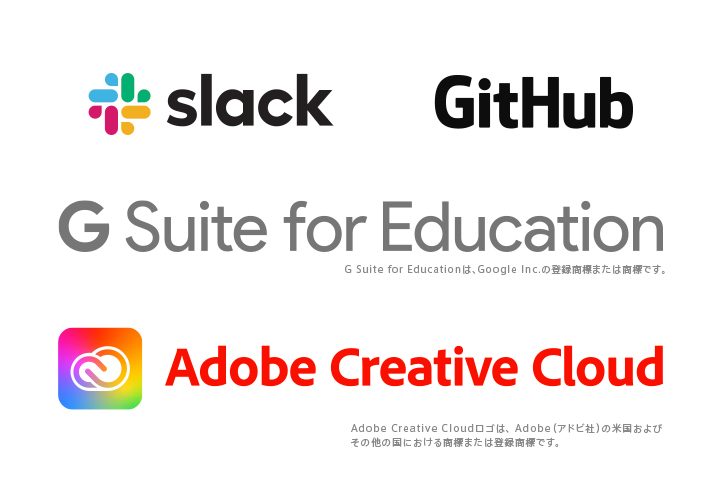 slack
GitHub
G Suite for Education
G Suite for Educationは、Google Inc.の登録商標または商標です。
Adobe Creative Cloud
Adobe Creative Cloudロゴは、Adobe（アドビ社）の米国および
その他の国における商標または登録商標です。